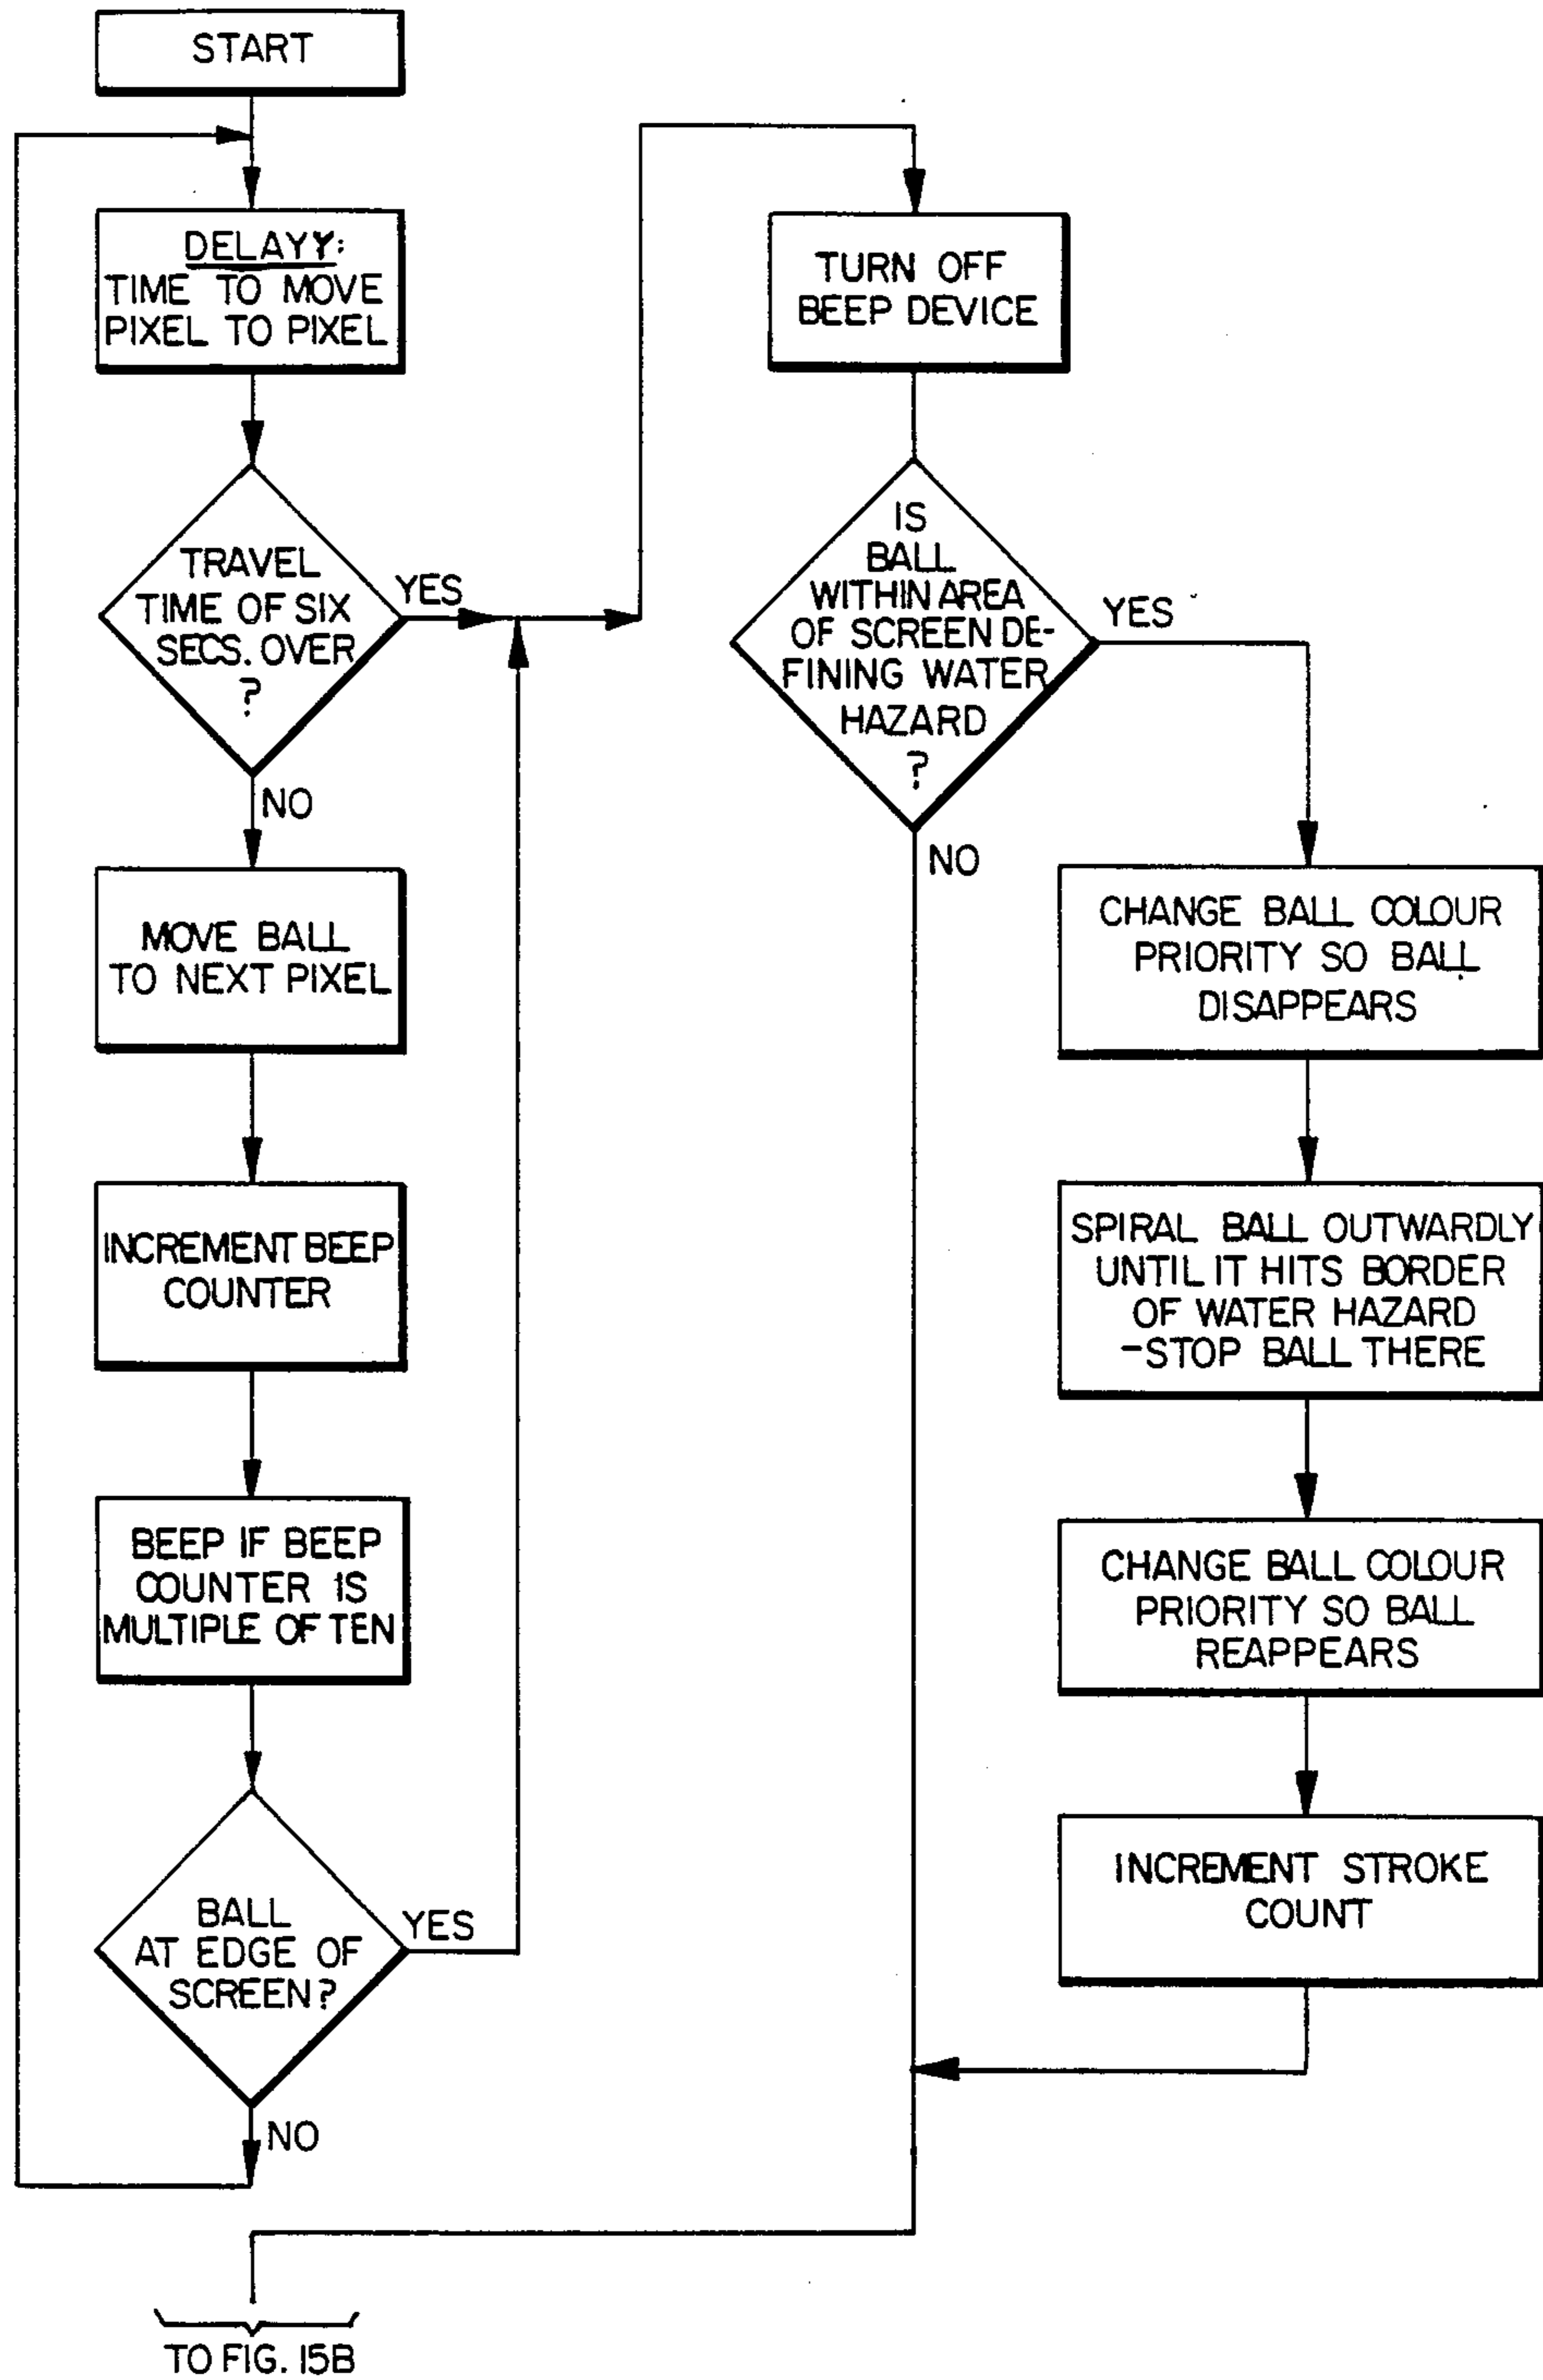 START
DELAYY:
TIME TO MOVE
PIXEL TO PIXEL
TRAVEL
TIME OF SIX
SECS. OVER
?
YES
NO
MOVE BALL
TO NEXT PIXEL
INCREMENT BEEP
COUNTER
BEEP IF BEEP
COUNTER IS
MULTIPLE OF TEN
BALL
AT EDGE OF
SCREEN?
YES
NO
TURN OFF
BEEP DEVICE
IS
BALL
WITHIN AREA
OF SCREEN DE-
FINING WATER
HAZARD
?
YES
NO
CHANGE BALL COLOUR
PRIORITY SO BALL
DISAPPEARS
SPIRAL BALL OUTWARDLY
UNTIL IT HITS BORDER
OF WATER HAZARD
-STOP BALL THERE
CHANGE BALL COLOUR
PRIORITY SO BALL
REAPPEARS
INCREMENT STROKE
COUNT
TO FIG. 15B